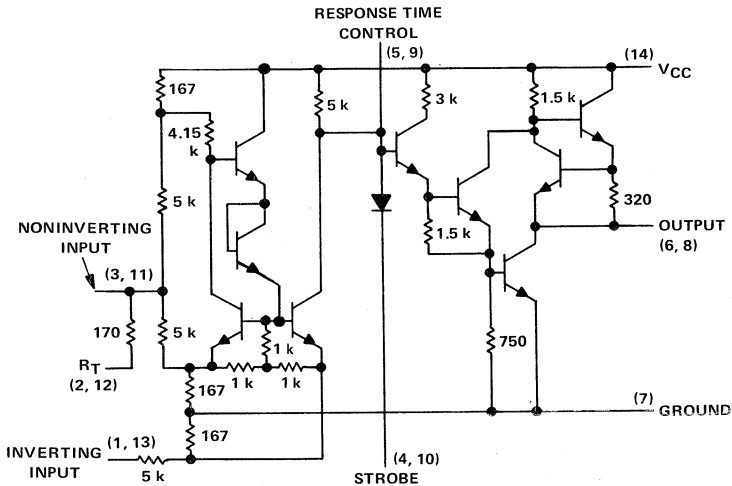 RESPONSE TIME
CONTROL
(5, 9)
(14)
VCC
167
5 k
3 k
1.5 k
4.15
k
5 k
320
NONINVERTING
INPUT
OUTPUT
(6, 8)
1.5 k
(3, 11)
170
5 k
750
1 k
RT
(2, 12)
1 k
1 k
167
(7)
GROUND
167
(1, 13)
INVERTING
INPUT
5 k
(4, 10)
STROBE